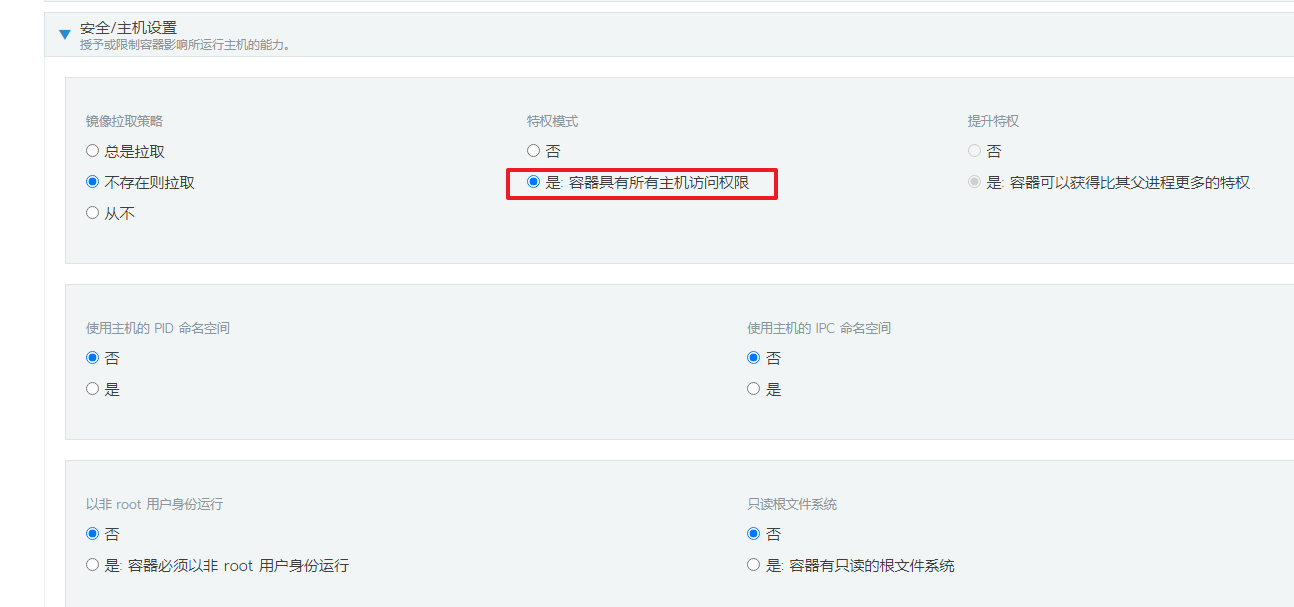 安全/主机设置
授予或限制容器影响所运行主机的能力。
镜像拉取策略
总是拉取
不存在则拉取
从不
特权模式
否
是: 容器具有所有主机访问权限
提升特权
否
是: 容器可以获得比其父进程更多的特权
使用主机的 PID 命名空间
否
是
使用主机的 IPC 命名空间
否
是
以非 root 用户身份运行
否
是: 容器必须以非 root 用户身份运行
只读根文件系统
否
是: 容器有只读的根文件系统